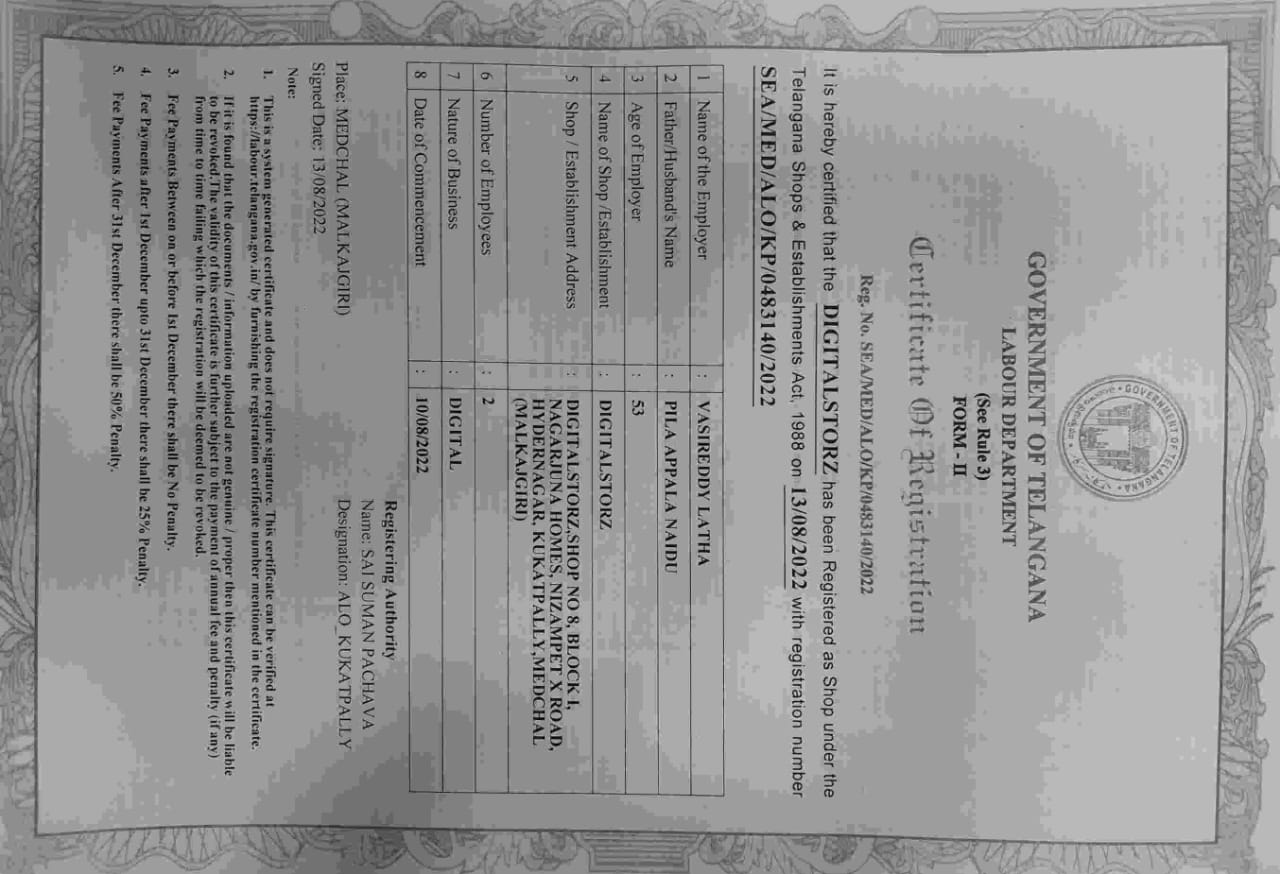 GOVERNMENT OF TELANGANA
GOVERNMENT OF TELANGANA
LABOUR DEPARTMENT
(See Rule 3)
FORM - II
Certificate Of Registration
Reg. No. SEA/MED/ALO/KP/0483140/2022
It is hereby certified that the DIGITALSTORZ has been Registered as Shop under the
Telangana Shops & Establishments Act, 1988 on 13/08/2022 with registration number
SEA/MED/ALO/KP/0483140/2022
1 Name of the Employer : VASIREDDY LATHA
2 Father/Husband's Name : PILA APPALA NAIDU
3 Age of Employer : 53
4 Name of Shop /Establishment : DIGITALSTORZ
5 Shop / Establishment Address : DIGITALSTORZ,SHOP NO 8, BLOCK I,
NAGARJUNA HOMES, NIZAMPET X ROAD,
HYDERNAGAR, KUKATPALLY,MEDCHAL
(MALKAJGIRI)
6 Number of Employees : 2
7 Nature of Business : DIGITAL
8 Date of Commencement : 10/08/2022
Registering Authority
Name: SAI SUMAN PACHAVA
Designation: ALO_KUKATPALLY
Place: MEDCHAL (MALKAJGIRI)
Signed Date: 13/08/2022
Note:
1. This is a system generated certificate and does not require signature. This certificate can be verified at
https://labour.telangana.gov.in/ by furnishing the registration certificate number mentioned in the certificate.
2. If it is found that the documents / information uploaded are not genuine / proper then this certificate will be liable
to be revoked.The validity of this certificate is further subject to the payment of annual fee and penalty (if any)
from time to time failing which the registration will be deemed to be revoked.
3. Fee Payments Between on or before 1st December there shall be No Penalty.
4. Fee Payments after 1st December upto 31st December there shall be 25% Penalty.
5. Fee Payments After 31st December there shall be 50% Penalty.